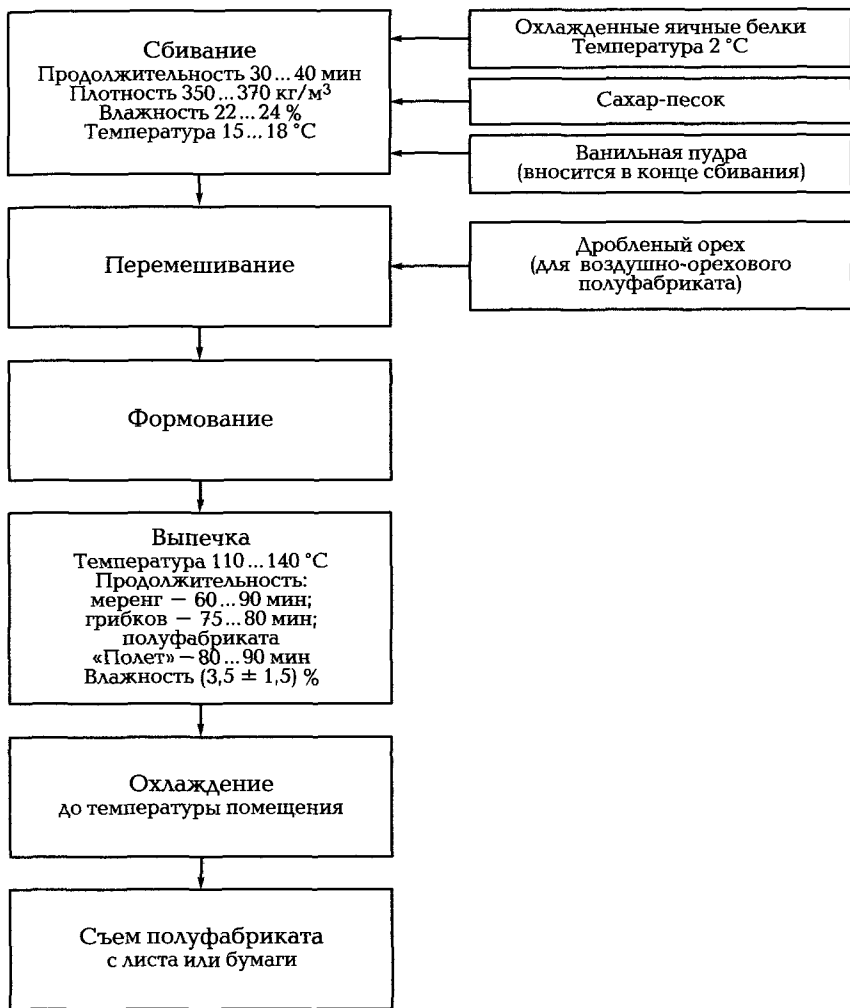 Сбивание
Продолжительность 30...40 мин
Плотность 350...370 кг/м³
Влажность 22...24 %
Температура 15...18 °С
Охлажденные яичные белки
Температура 2 °С
Сахар-песок
Ванильная пудра
(вносится в конце сбивания)
Перемешивание
Дробленый орех
(для воздушно-орехового
полуфабриката)
Формование
Выпечка
Температура 110...140 °С
Продолжительность:
меренг — 60...90 мин;
грибков — 75...80 мин;
полуфабриката
«Полет» — 80...90 мин
Влажность (3,5 ± 1,5) %
Охлаждение
до температуры помещения
Съем полуфабриката
с листа или бумаги